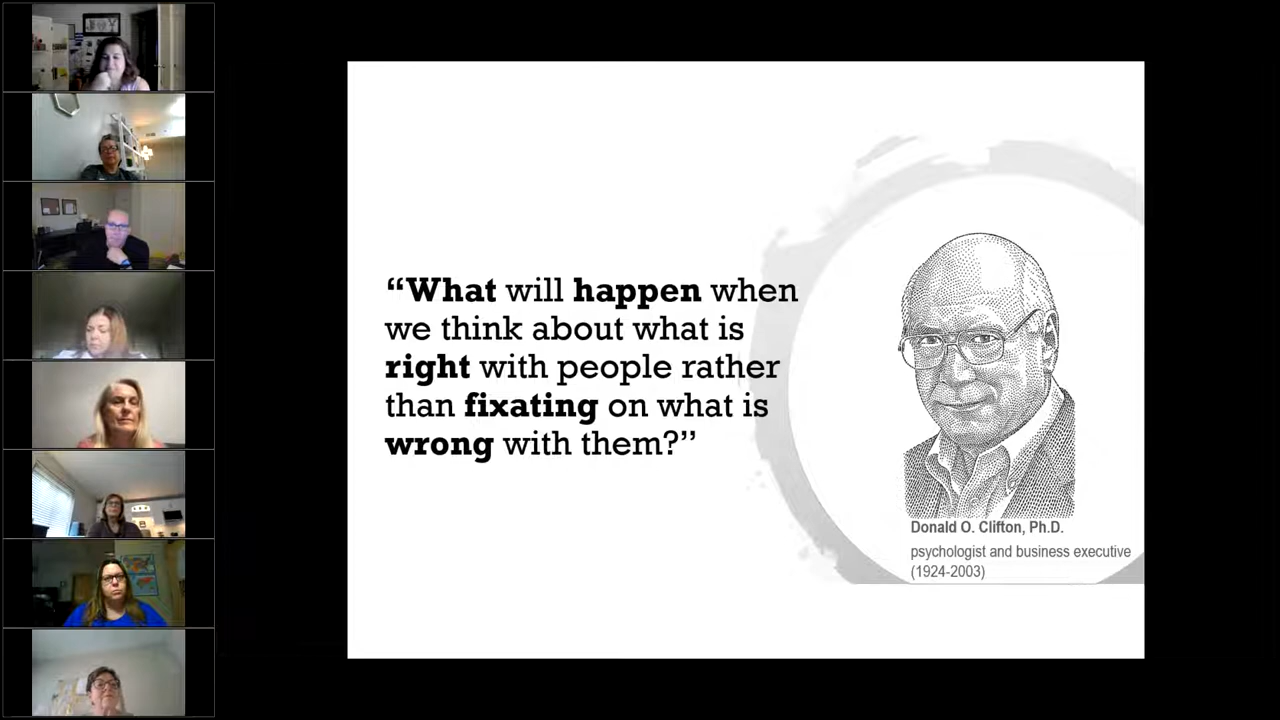 “What will happen when
we think about what is
right with people rather
than fixating on what is
wrong with them?”
Donald O. Clifton, Ph.D.
psychologist and business executive
(1924-2003)